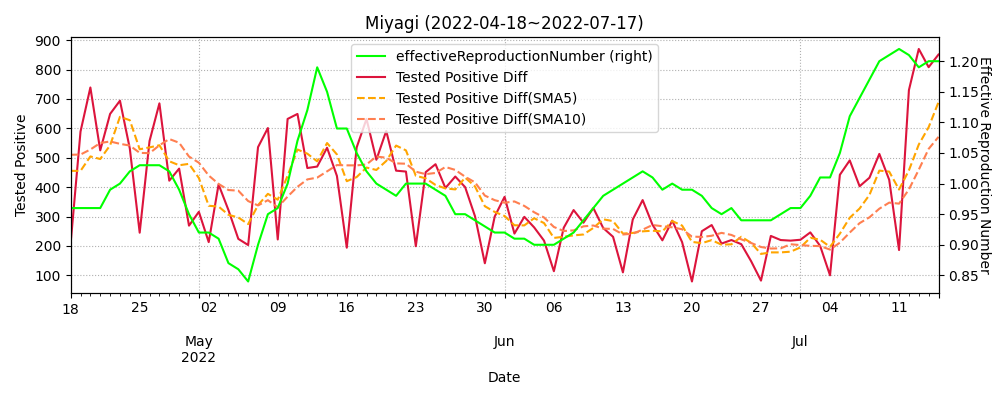 Miyagi (2022-04-18~2022-07-17)
effectiveReproductionNumber (right)
Tested Positive Diff
Tested Positive Diff(SMA5)
Tested Positive Diff(SMA10)
Tested Positive
900
800
700
600
500
400
300
200
100
1.20
1.15
1.10
1.05
1.00
0.95
0.90
0.85
Effective Reproduction Number
18 25 02 09 16 23 30 06 13 20 27 04 11
May Jun Jul
2022
Date